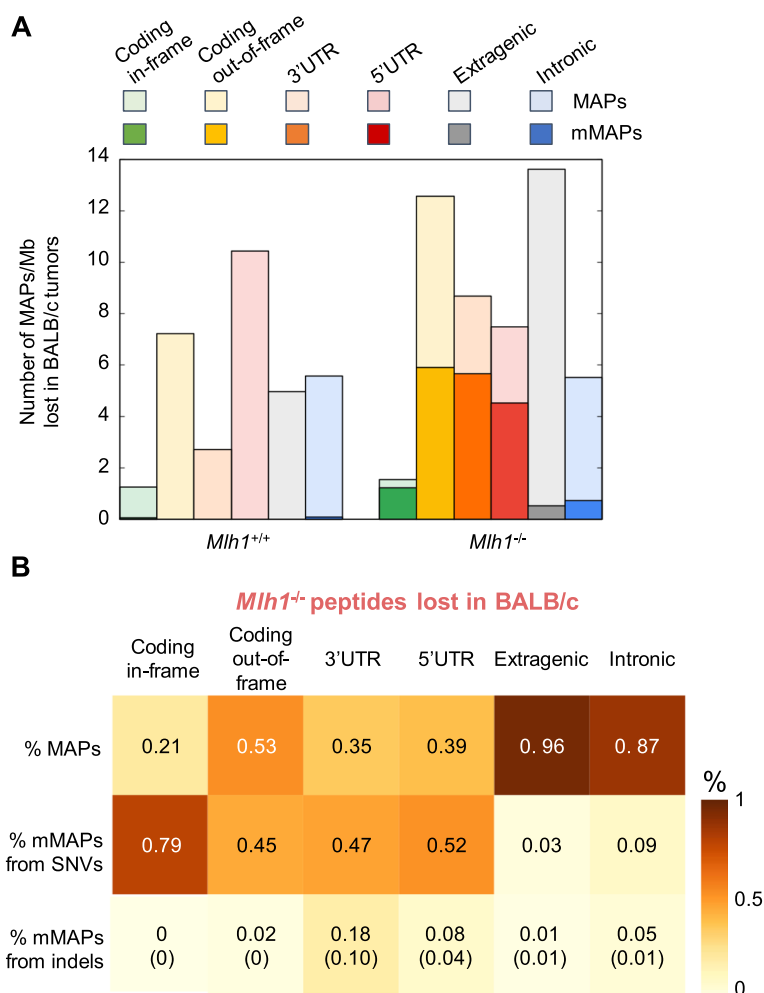 A
Coding
in-frame
Coding
out-of-frame
3’UTR
5’UTR
Extragenic
Intronic
MAPs
mMAPs
Number of MAPs/Mb
lost in BALB/c tumors
14
12
10
8
6
4
2
0
Mlh1+/+
Mlh1-/-
B
Mlh1-/- peptides lost in BALB/c
Coding
in-frame
Coding
out-of-
frame
3’UTR
5’UTR
Extragenic
Intronic
% MAPs
0.21 0.53 0.35 0.39 0. 96 0. 87
% mMAPs
from SNVs
0.79 0.45 0.47 0.52 0.03 0.09
% mMAPs
from indels
0 0.02 0.18 0.08 0.01 0.05
(0) (0) (0.10) (0.04) (0.01) (0.01)
%
1
0.5
0